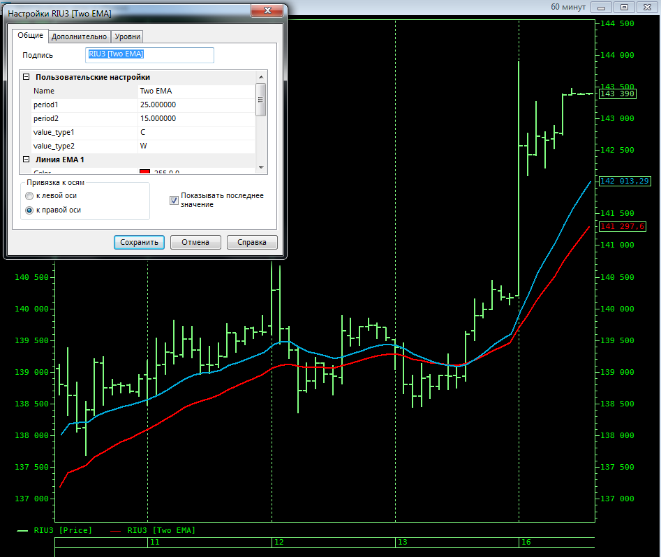 60 минут
Настройки RIU3 [Two EMA]
Общие Дополнительно Уровни
Подпись RIU3 [Two EMA]
Пользовательские настройки
Name Two EMA
period1 25.000000
period2 15.000000
value_type1 C
value_type2 W
Линия EMA 1
Color 255 0 0
Привязка к осям
к левой оси
к правой оси
Показывать последнее
значение
Сохранить Отмена Справка
144 500
144 000
143 500
143 390
143 000
142 500
142 013.29
141 500
141 297.6
141 000
140 500 140 500
140 000 140 000
139 500 139 500
139 000 139 000
138 500 138 500
138 000 138 000
137 500 137 500
137 000 137 000
RIU3 [Price] RIU3 [Two EMA]
11 12 13 16